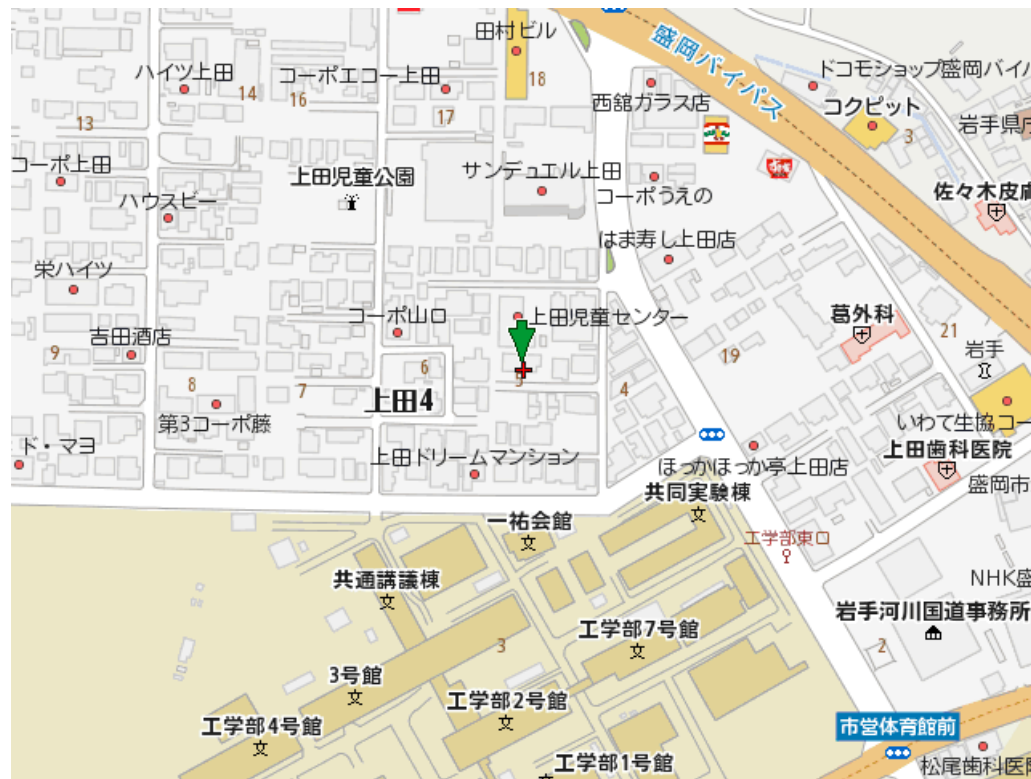 田村ビル
盛岡バイパス
ハイツ上田
コーポエコー上田
18
ドコモショップ盛岡バイパ
14
16
西舘ガラス店
コクピット
13
17
3
岩手県
コーポ上田
上田児童公園
サンデュエル上田
コーポうえの
佐々木皮膚
ハウスビー
はま寿し上田店
栄ハイツ
コーポ山口
上田児童センター
葛外科
吉田酒店
21
9
6
19
岩手
8
7
上田4
5
4
第3コーポ藤
いわて生協コー
ド・マヨ
上田ドリームマンション
ほっかほっか亭上田店
上田歯科医院
盛岡市
共同実験棟
一祐会館
工学部東口
共通講議棟
NHK盛
岩手河川国道事務所
工学部7号館
3
2
3号館
工学部2号館
工学部4号館
市営体育館前
工学部1号館
松尾歯科医院